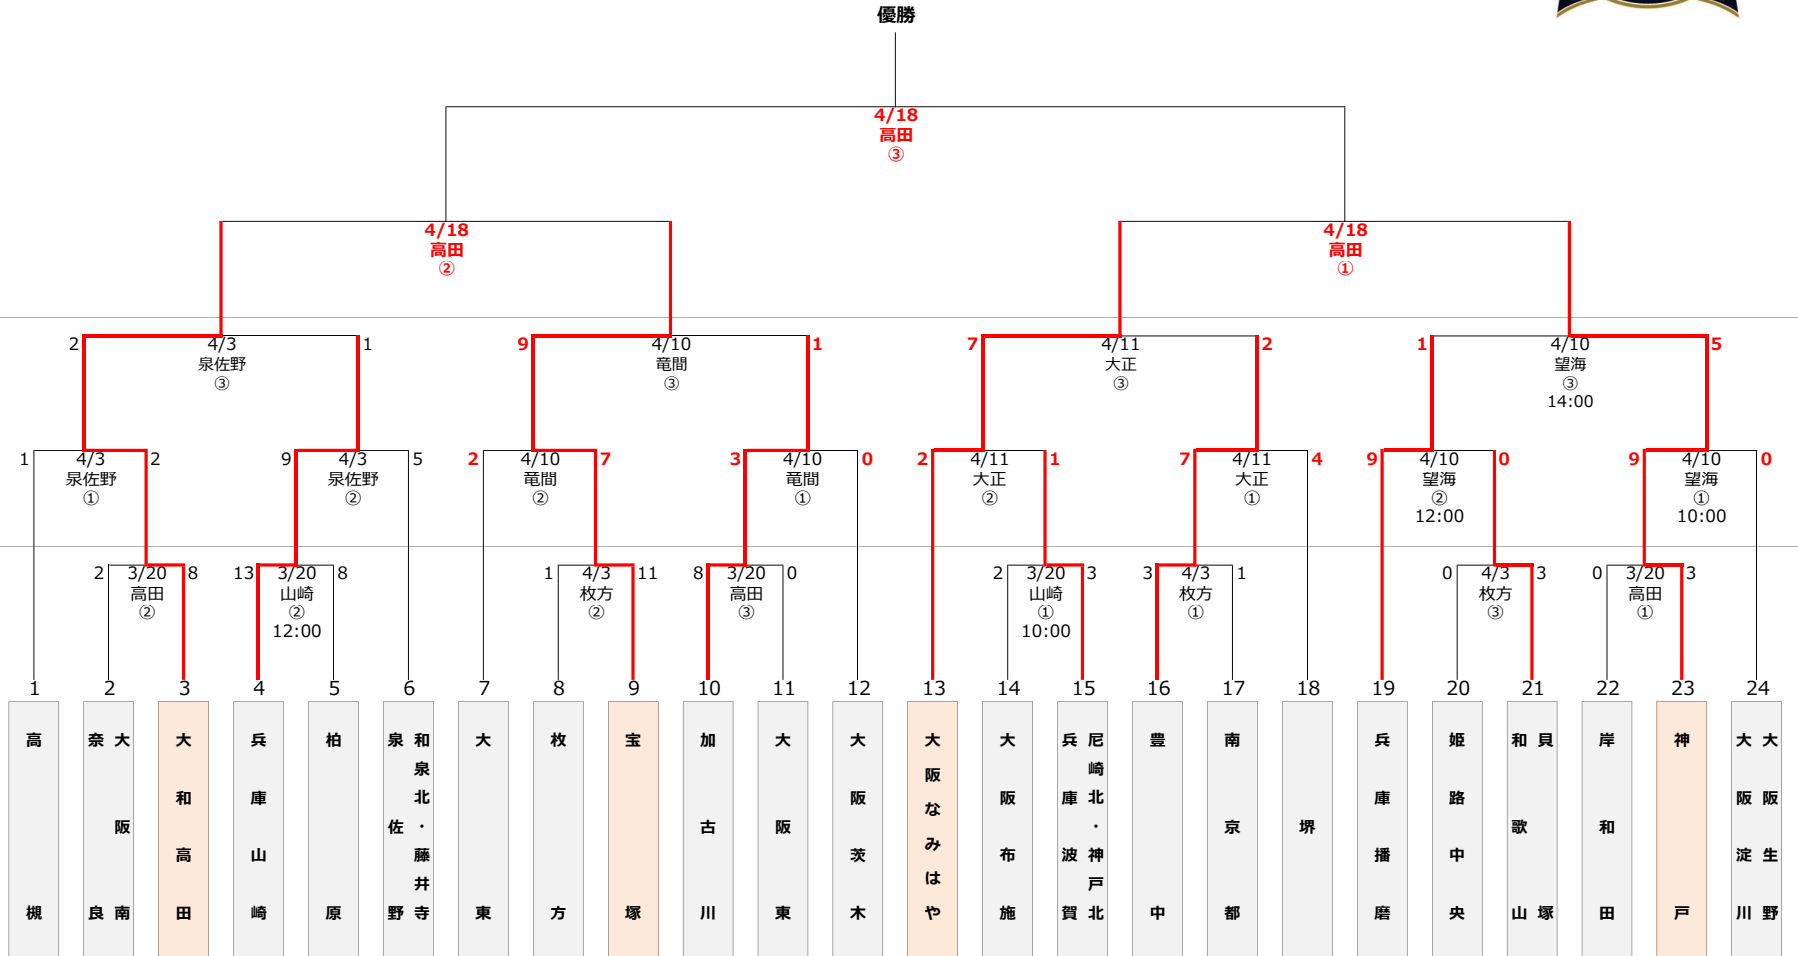 優勝
4/18
高田
③
4/18
高田
②
4/18
高田
①
2 4/3 1
泉佐野
③
9 4/10 1
竜間
③
7 4/11 2
大正
③
1 4/10 5
望海
③
14:00
1 4/3 2
泉佐野
①
9 4/3 5
泉佐野
②
2 4/10 7
竜間
②
3 4/10 0
竜間
①
2 4/11 1
大正
②
7 4/11 4
大正
①
9 4/10 0
望海
②
12:00
9 4/10 0
望海
①
10:00
2 3/20 8
高田
②
13 3/20 8
山崎
②
12:00
1 4/3 11
枚方
②
8 3/20 0
高田
③
2 3/20 3
山崎
①
10:00
3 4/3 1
枚方
①
0 4/3 3
枚方
③
0 3/20 3
高田
①
1 2 3 4 5 6 7 8 9 10 11 12 13 14 15 16 17 18 19 20 21 22 23 24
高槻
大阪南
奈良
大和高田
兵庫山崎
柏原
和泉北・藤井寺
泉佐野
大東
枚方
宝塚
加古川
大阪東
大阪茨木
大阪なみはや
大阪布施
尼崎北・神戸北
兵庫波賀
豊中
南京都
堺
兵庫播磨
姫路中央
貝塚
和歌山
岸和田
神戸
大阪生野
大阪淀川